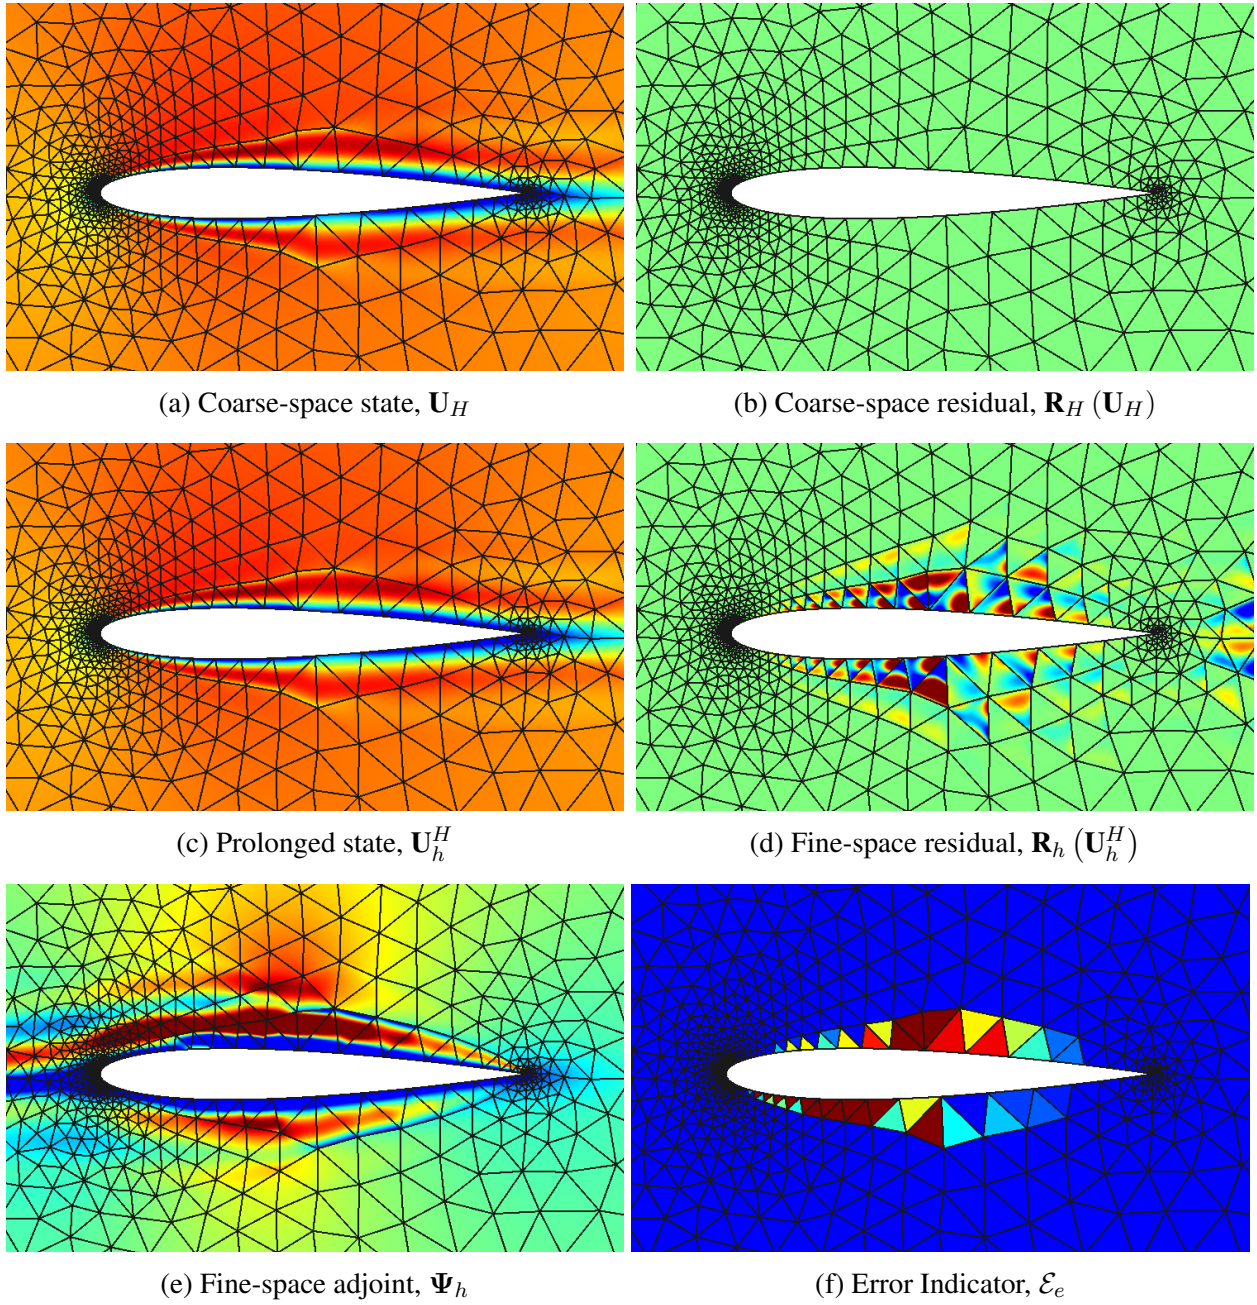 (a) Coarse-space state, U_H
(b) Coarse-space residual, R_H (U_H)
(c) Prolonged state, U_h^H
(d) Fine-space residual, R_h (U_h^H)
(e) Fine-space adjoint, Ψ_h
(f) Error Indicator, ℰ_e